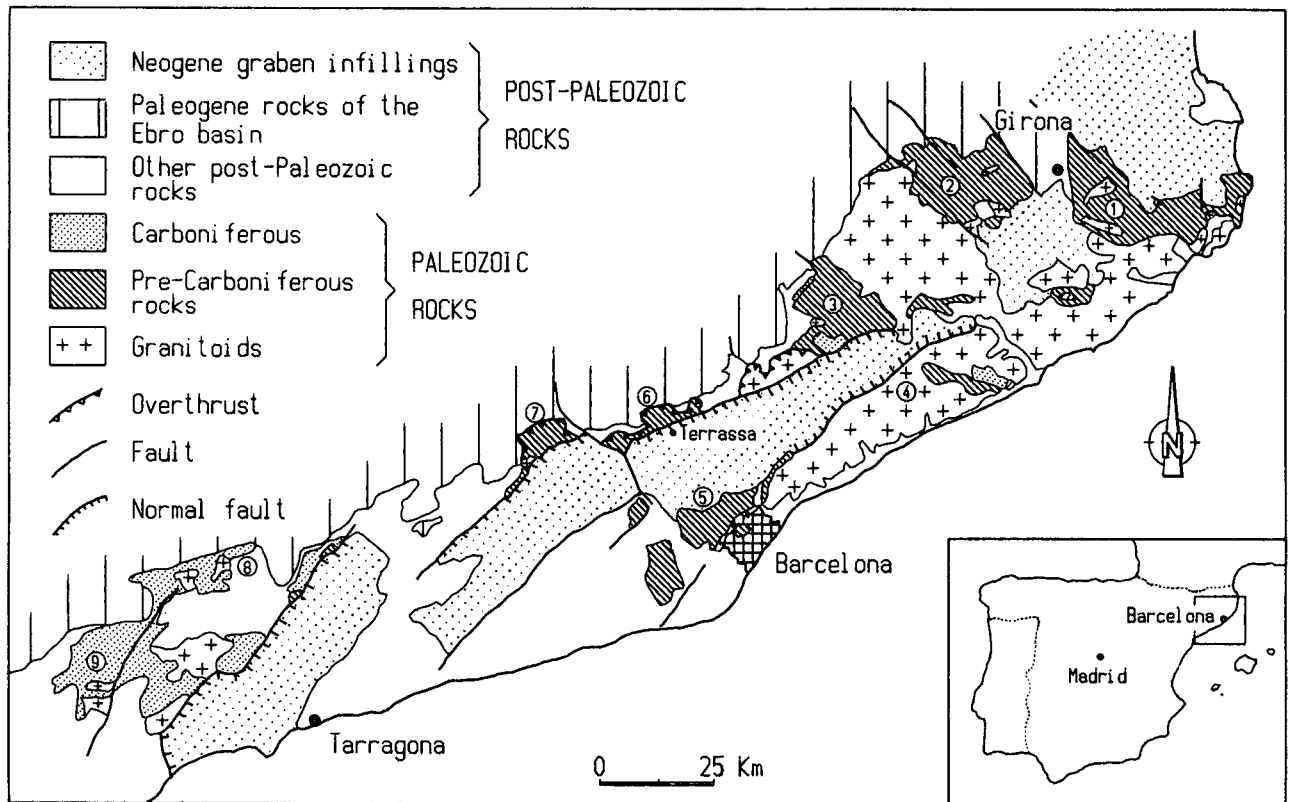 Neogene graben infillings
Paleogene rocks of the
Ebro basin
Other post-Paleozoic
rocks
POST-PALEOZOIC
ROCKS
Carboniferous
Pre-Carboniferous
rocks
Granitoids
PALEOZOIC
ROCKS
Overthrust
Fault
Normal fault
Girona
1
2
3
4
5
6
7
8
9
Terrassa
Barcelona
Tarragona
N
0 25 Km
Barcelona
Madrid